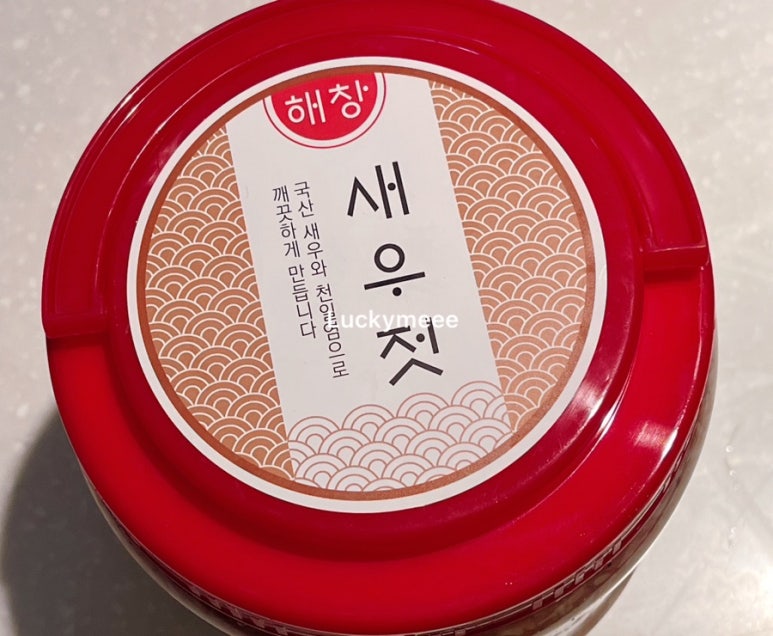 해창
새우젓
국산 새우와 천일염으로
깨끗하게 만듭니다
Luckymeee